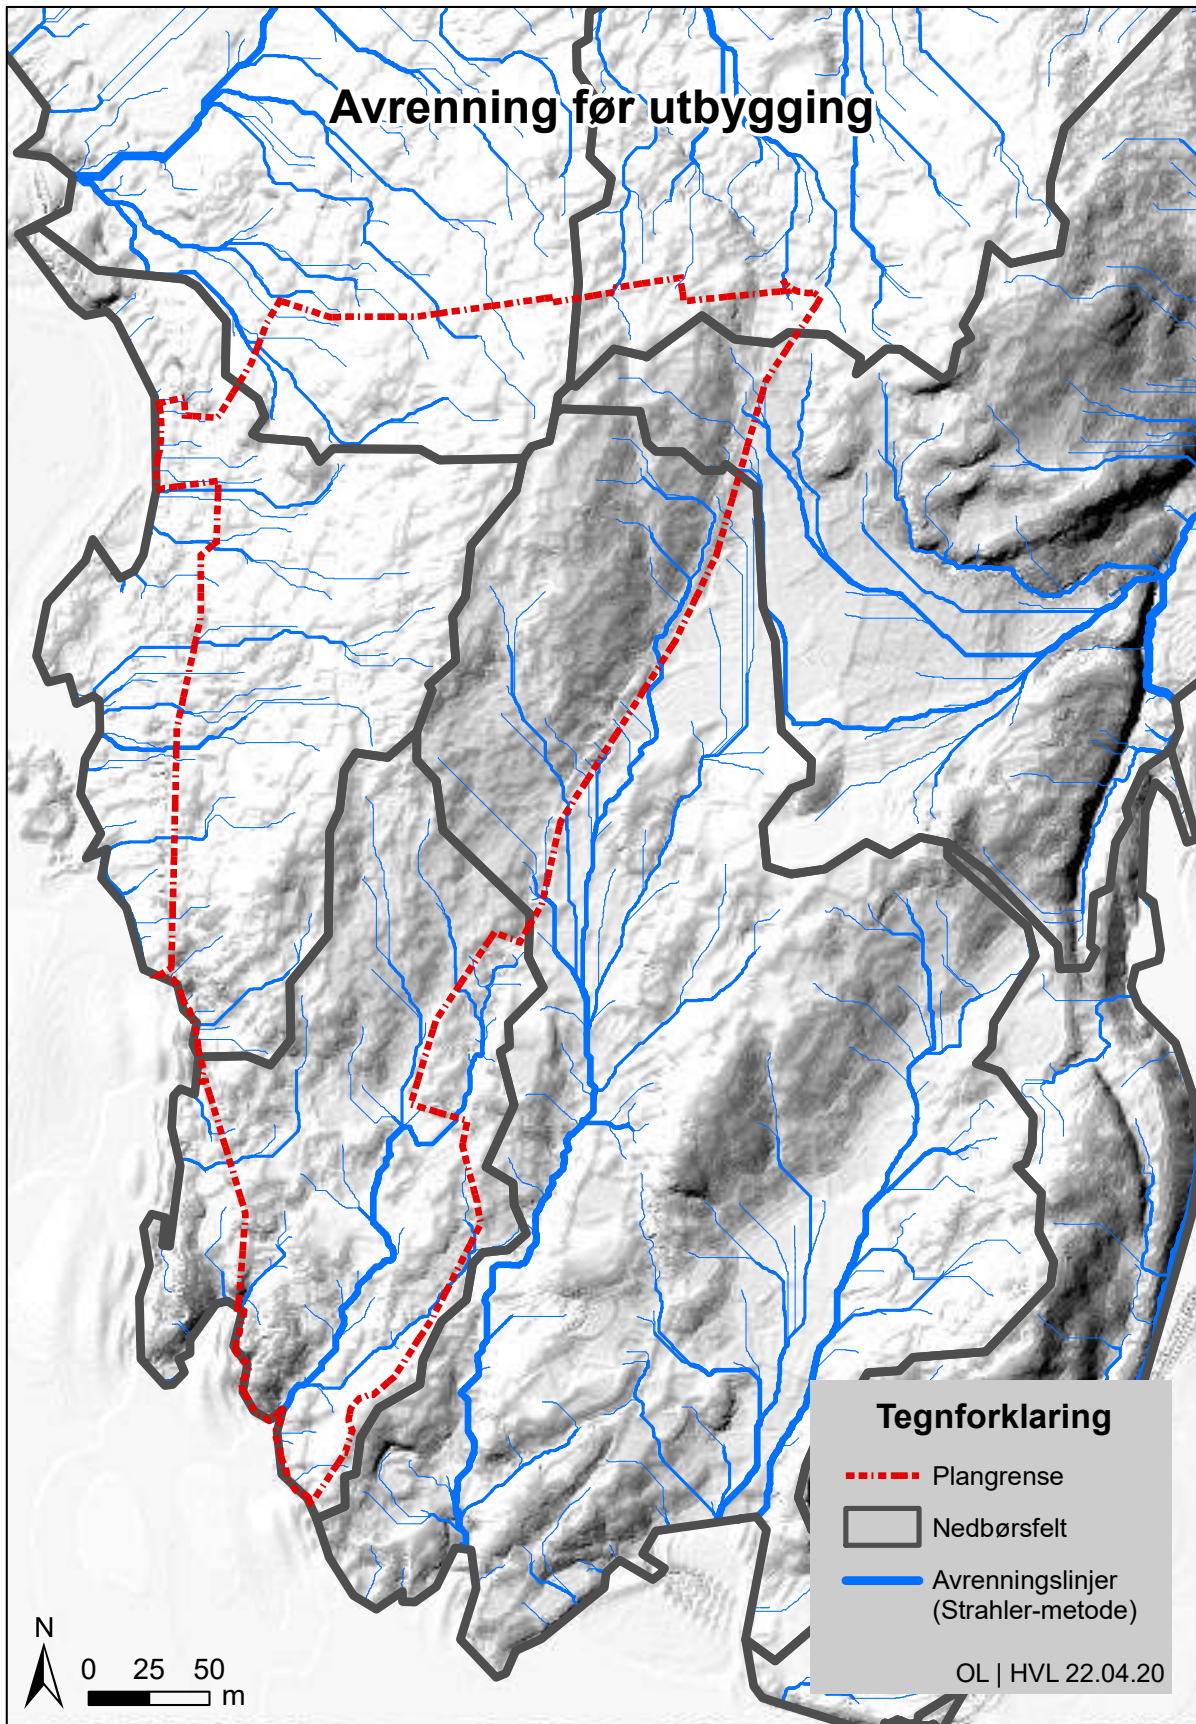 Avrenning før utbygging
Tegnforklaring
Plangrense
Nedbørsfelt
Avrenningslinjer
(Strahler-metode)
OL | HVL 22.04.20
N
0 25 50
m